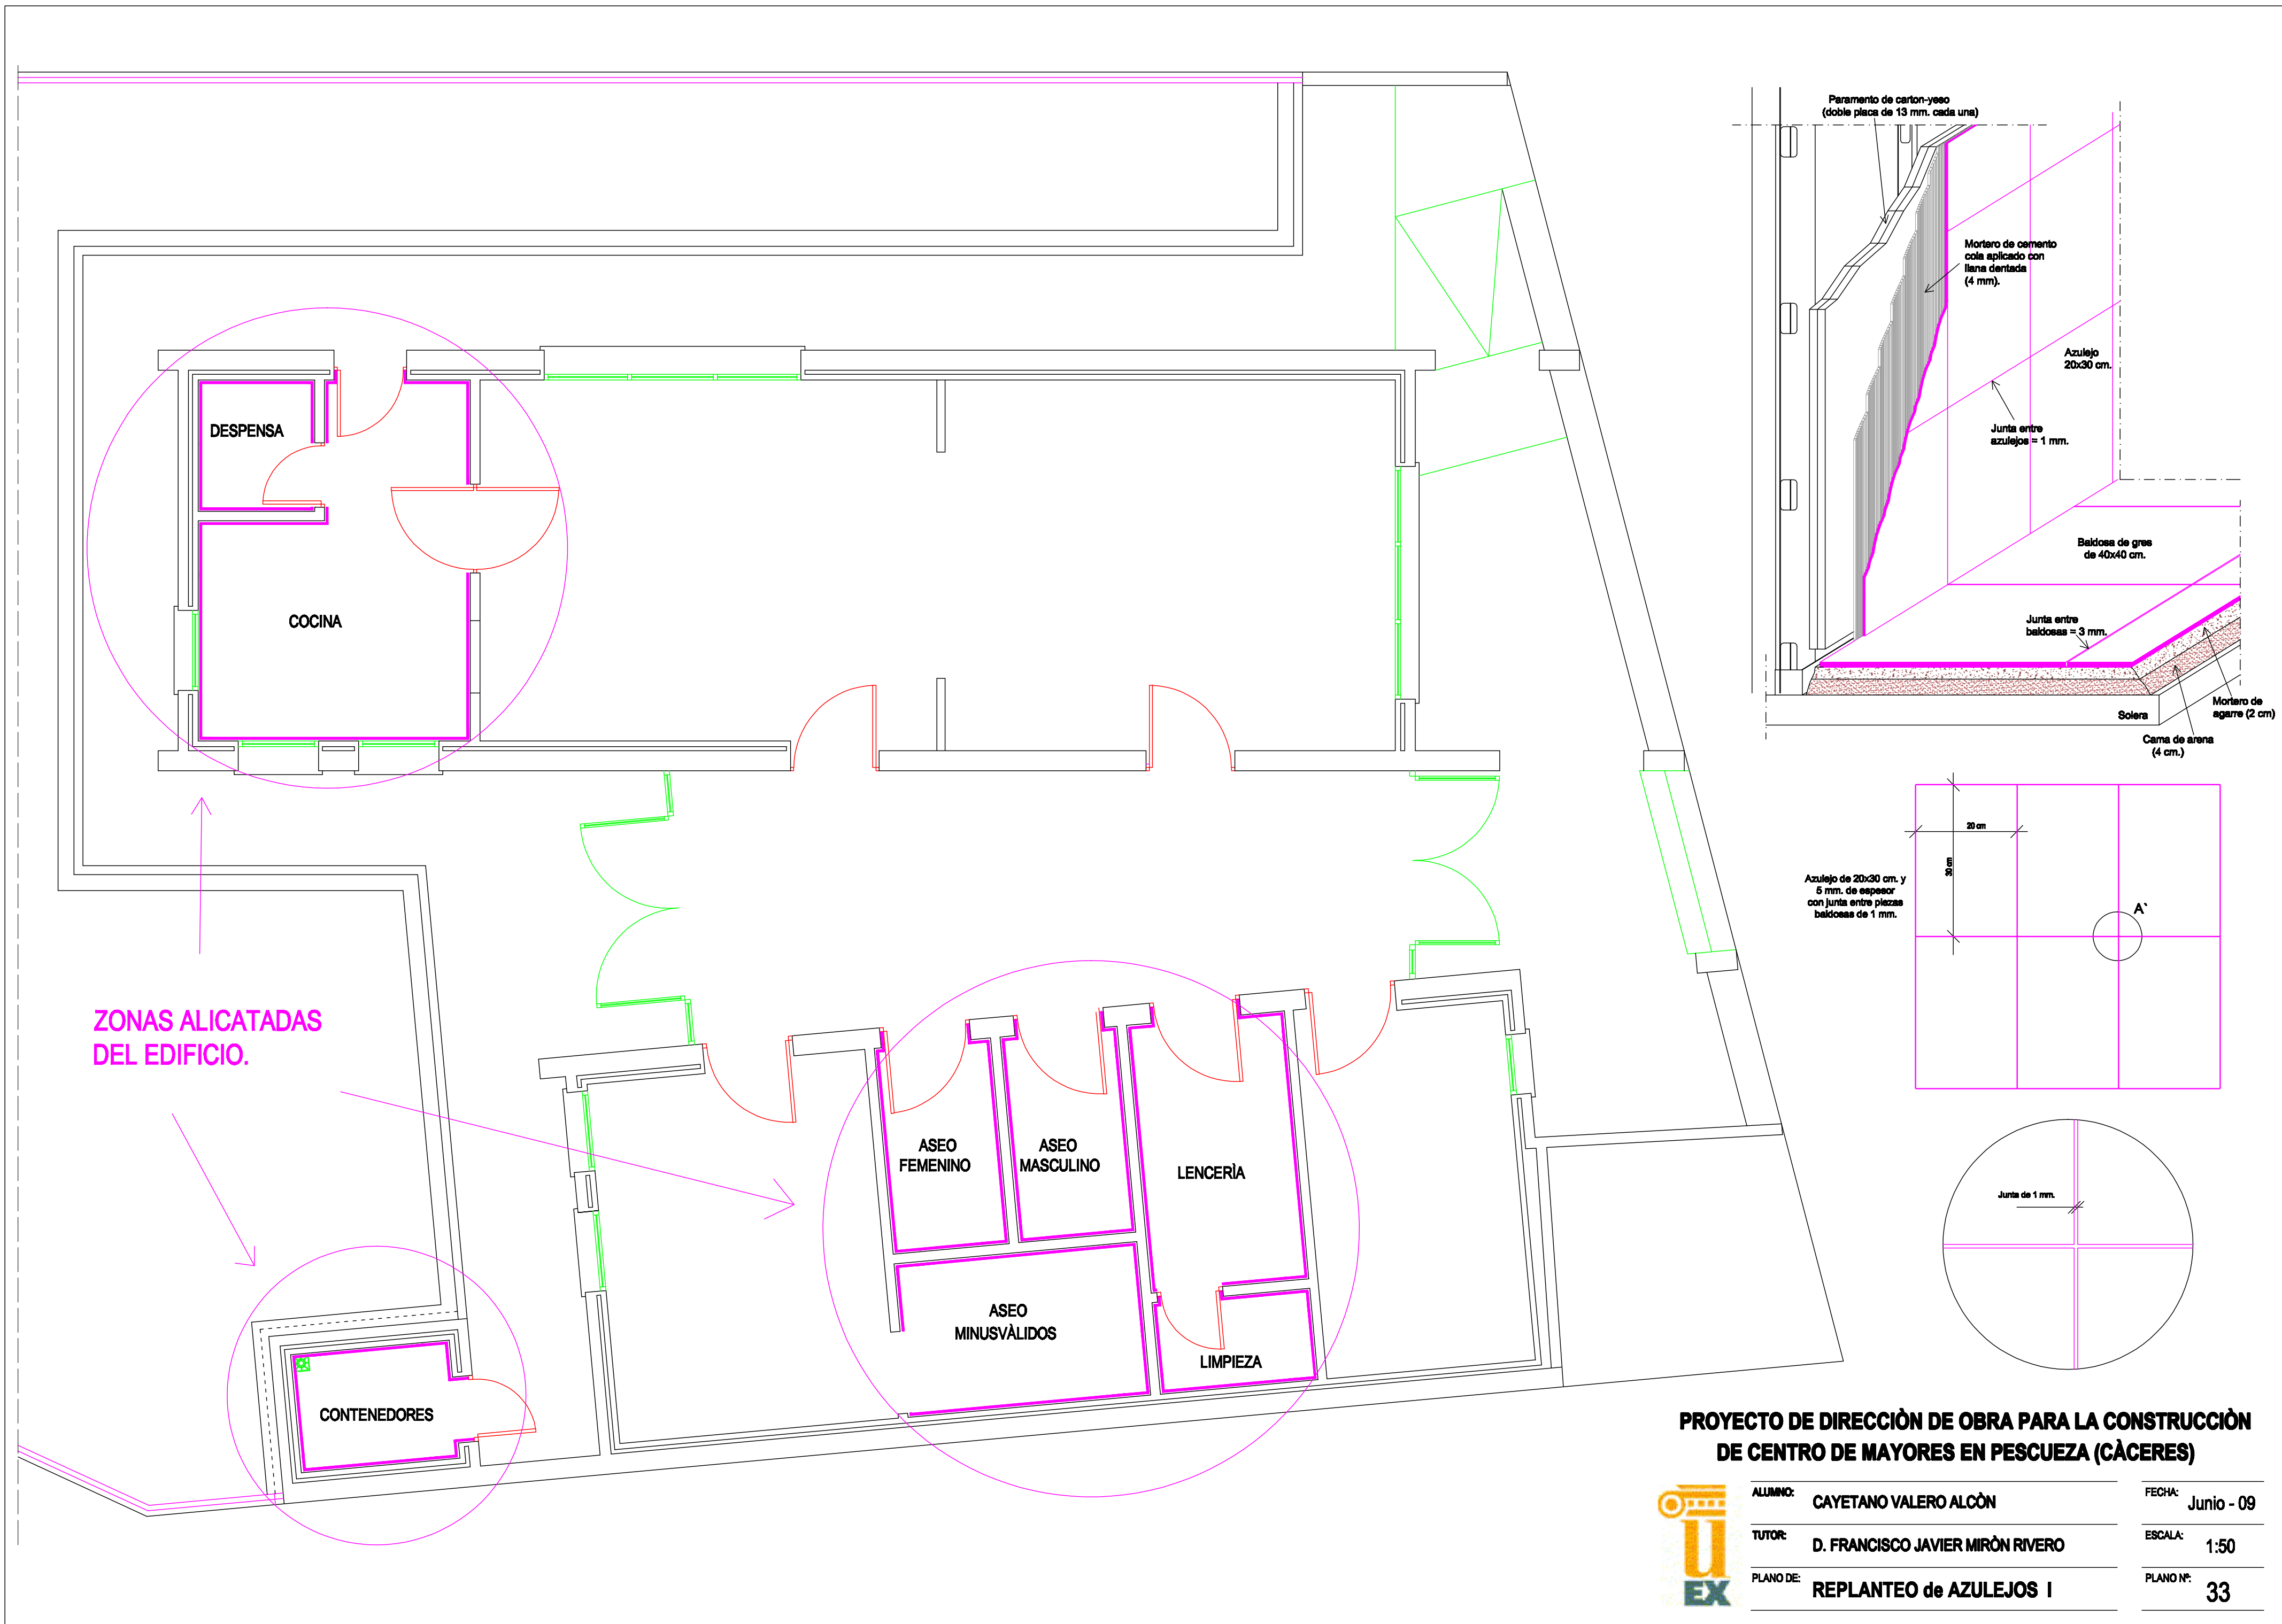 Paramento de carton-yeso
(doble placa de 13 mm. cada una)
Mortero de cemento
cola aplicado con
llana dentada
(4 mm).
Azulejo
20x30 cm.
Junta entre
azulejos = 1 mm.
Baldosa de gres
de 40x40 cm.
Junta entre
baldosas = 3 mm.
Mortero de
agarre (2 cm)
Solera
Cama de arena
(4 cm.)
DESPENSA
COCINA
20 cm
30 cm
Azulejo de 20x30 cm. y
5 mm. de espesor
con junta entre piezas
baldosas de 1 mm.
A`
ZONAS ALICATADAS
DEL EDIFICIO.
ASEO
FEMENINO
ASEO
MASCULINO
LENCERÌA
Junta de 1 mm.
ASEO
MINUSVÀLIDOS
LIMPIEZA
CONTENEDORES
PROYECTO DE DIRECCIÒN DE OBRA PARA LA CONSTRUCCIÒN
DE CENTRO DE MAYORES EN PESCUEZA (CÀCERES)
u
EX
ALUMNO: CAYETANO VALERO ALCÒN
FECHA: Junio - 09
TUTOR: D. FRANCISCO JAVIER MIRÒN RIVERO
ESCALA: 1:50
PLANO DE: REPLANTEO de AZULEJOS I
PLANO Nº: 33